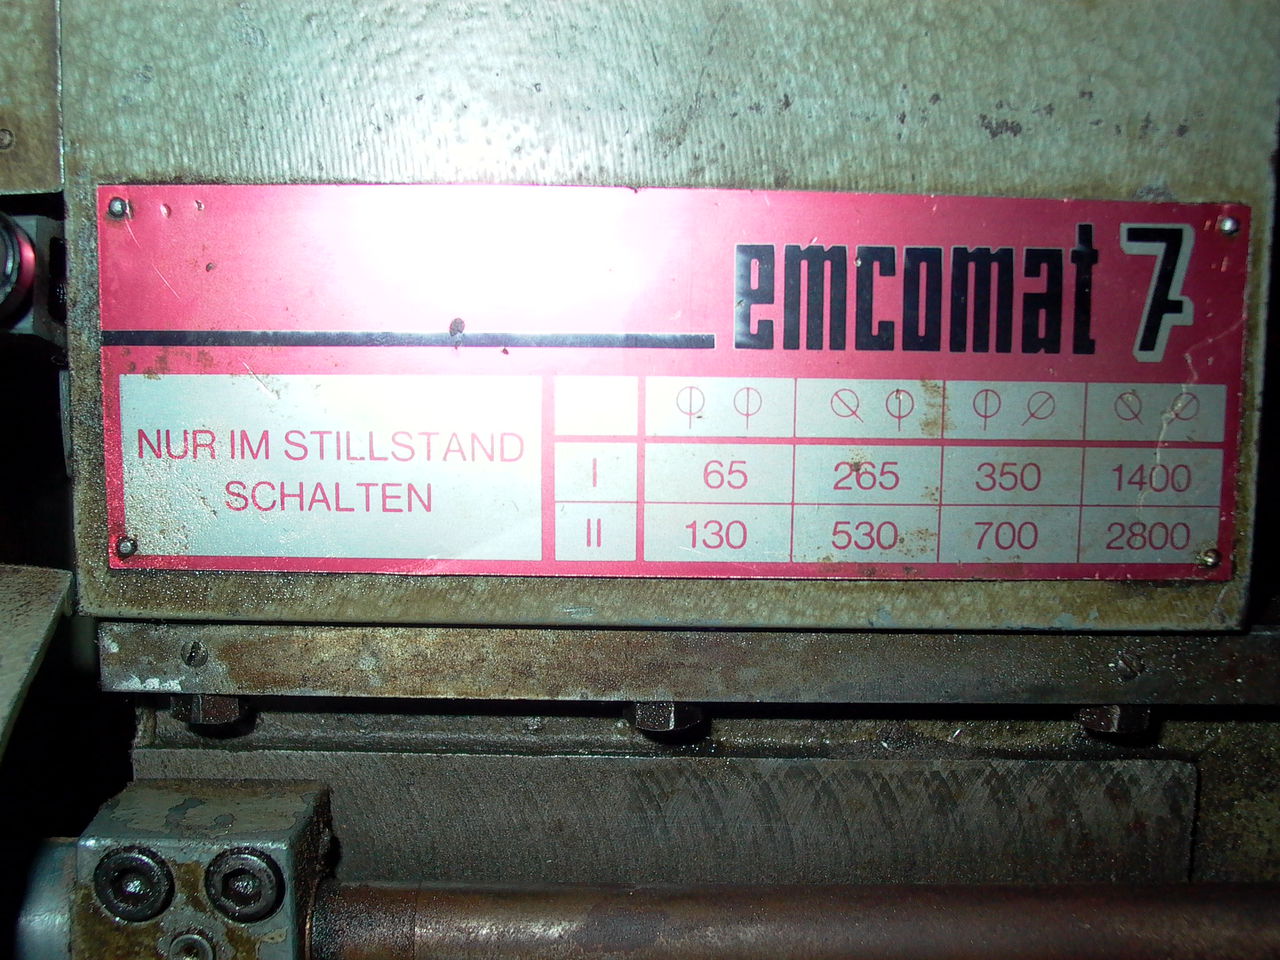 emcomat 7
NUR IM STILLSTAND
SCHALTEN
I 65 265 350 1400
II 130 530 700 2800